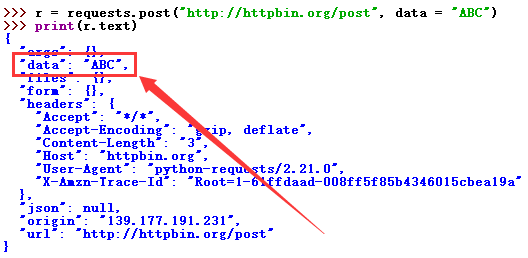 >>> r = requests.post("http://httpbin.org/post", data = "ABC")
>>> print(r.text)
{
  "args": {},
  "data": "ABC",
  "files": {},
  "form": {},
  "headers": {
    "Accept": "*/*",
    "Accept-Encoding": "gzip, deflate",
    "Content-Length": "3",
    "Host": "httpbin.org",
    "User-Agent": "python-requests/2.21.0",
    "X-Amzn-Trace-Id": "Root=1-61ffdaad-008ff5f85b4346015cbea19a"
  },
  "json": null,
  "origin": "139.177.191.231",
  "url": "http://httpbin.org/post"
}